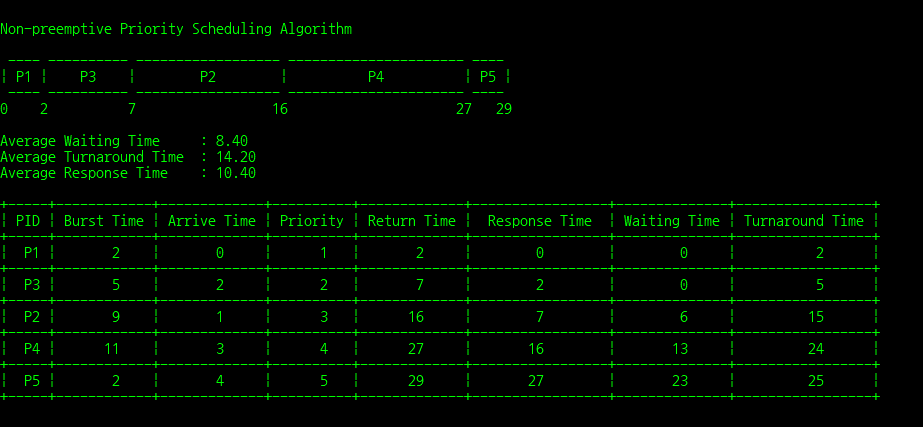 Non-preemptive Priority Scheduling Algorithm
 ---- ---------- ------------------ ---------------------- ----
| P1 |    P3    |        P2        |          P4          | P5 |
 ---- ---------- ------------------ ---------------------- ----
0    2          7                 16                     27   29
Average Waiting Time     : 8.40
Average Turnaround Time  : 14.20
Average Response Time    : 10.40
+-----+------------+-------------+----------+-------------+-----------------+--------------+-----------------+
| PID | Burst Time | Arrive Time | Priority | Return Time |  Response Time  | Waiting Time | Turnaround Time |
+-----+------------+-------------+----------+-------------+-----------------+--------------+-----------------+
|  P1 |       2    |       0     |      1   |       2     |        0        |        0     |         2       |
+-----+------------+-------------+----------+-------------+-----------------+--------------+-----------------+
|  P3 |       5    |       2     |      2   |       7     |        2        |        0     |         5       |
+-----+------------+-------------+----------+-------------+-----------------+--------------+-----------------+
|  P2 |       9    |       1     |      3   |      16     |        7        |        6     |        15       |
+-----+------------+-------------+----------+-------------+-----------------+--------------+-----------------+
|  P4 |      11    |       3     |      4   |      27     |       16        |       13     |        24       |
+-----+------------+-------------+----------+-------------+-----------------+--------------+-----------------+
|  P5 |       2    |       4     |      5   |      29     |       27        |       23     |        25       |
+-----+------------+-------------+----------+-------------+-----------------+--------------+-----------------+